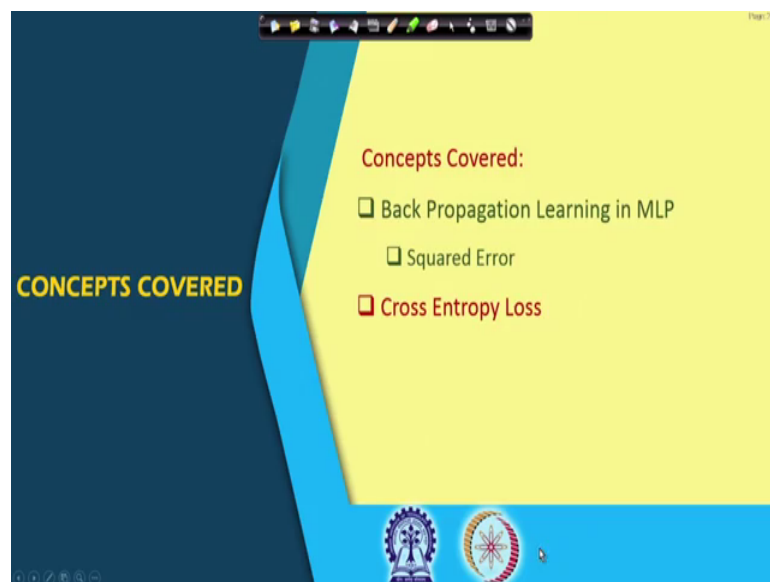 Page: 7
CONCEPTS COVERED
Concepts Covered:
Back Propagation Learning in MLP
Squared Error
Cross Entropy Loss